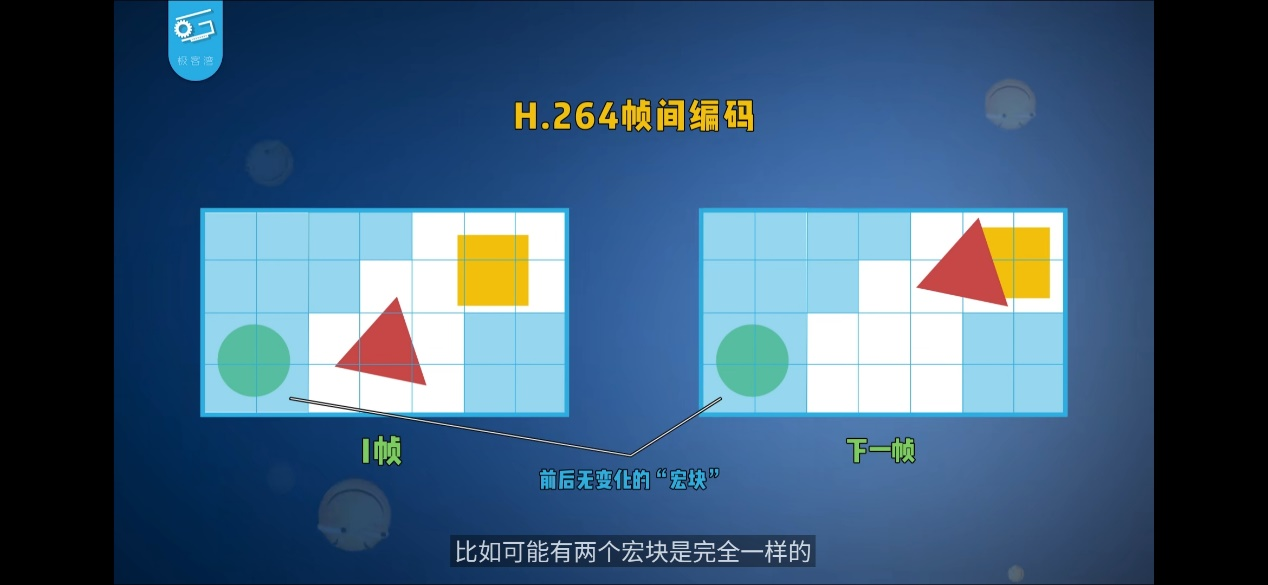 极客湾
H.264帧间编码
I帧
下一帧
前后无变化的“宏块”
比如可能有两个宏块是完全一样的